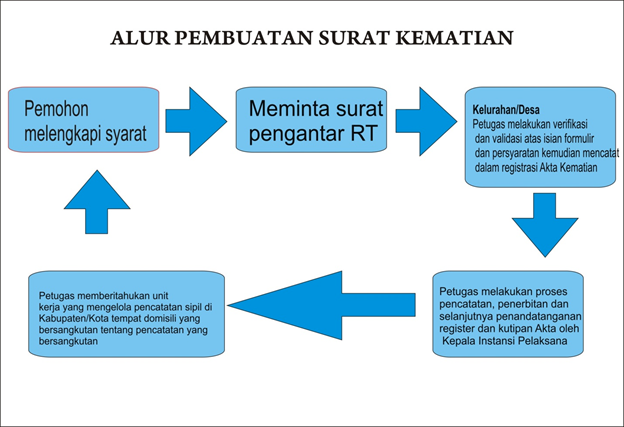 ALUR PEMBUATAN SURAT KEMATIAN
Pemohon
melengkapi syarat
Meminta surat
pengantar RT
Kelurahan/Desa
Petugas melakukan verifikasi
dan validasi atas isian formulir
dan persyaratan kemudian mencatat
dalam registrasi Akta Kematian
Petugas melakukan proses
pencatatan, penerbitan dan
selanjutnya penandatanganan
register dan kutipan Akta oleh
Kepala Instansi Pelaksana
Petugas memberitahukan unit
kerja yang mengelola pencatatan sipil di
Kabupaten/Kota tempat domisili yang
bersangkutan tentang pencatatan yang
bersangkutan